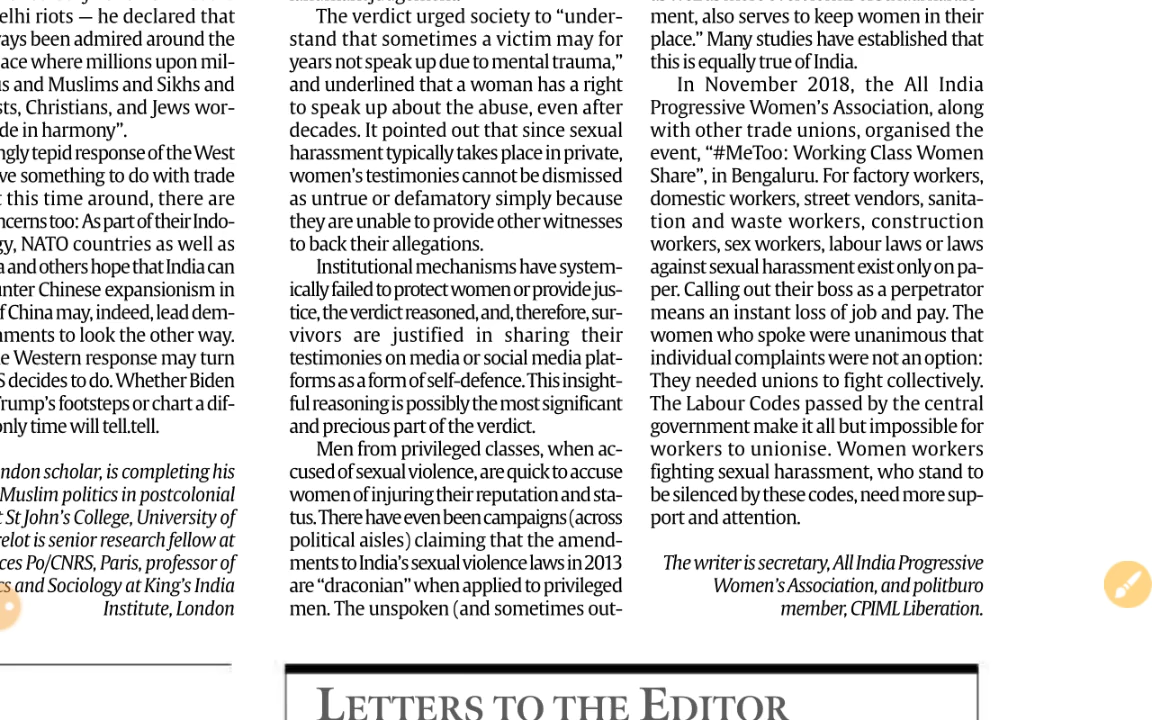 elhi riots — he declared that
ays been admired around the
ace where millions upon mil-
s and Muslims and Sikhs and
sts, Christians, and Jews wor-
de in harmony”.
ngly tepid response of the West
ve something to do with trade
t this time around, there are
ncerns too: As part of their Indo-
gy, NATO countries as well as
a and others hope that India can
unter Chinese expansionism in
f China may, indeed, lead dem-
nments to look the other way.
e Western response may turn
S decides to do. Whether Biden
Trump’s footsteps or chart a dif-
only time will tell.tell.
ndon scholar, is completing his
Muslim politics in postcolonial
t St John’s College, University of
relot is senior research fellow at
ces Po/CNRS, Paris, professor of
cs and Sociology at King’s India
Institute, London
The verdict urged society to “under-
stand that sometimes a victim may for
years not speak up due to mental trauma,”
and underlined that a woman has a right
to speak up about the abuse, even after
decades. It pointed out that since sexual
harassment typically takes place in private,
women’s testimonies cannot be dismissed
as untrue or defamatory simply because
they are unable to provide other witnesses
to back their allegations.
Institutional mechanisms have system-
ically failed to protect women or provide jus-
tice, the verdict reasoned, and, therefore, sur-
vivors are justified in sharing their
testimonies on media or social media plat-
forms as a form of self-defence. This insight-
ful reasoning is possibly the most significant
and precious part of the verdict.
Men from privileged classes, when ac-
cused of sexual violence, are quick to accuse
women of injuring their reputation and sta-
tus. There have even been campaigns (across
political aisles) claiming that the amend-
ments to India’s sexual violence laws in 2013
are “draconian” when applied to privileged
men. The unspoken (and sometimes out-
ment, also serves to keep women in their
place.” Many studies have established that
this is equally true of India.
In November 2018, the All India
Progressive Women’s Association, along
with other trade unions, organised the
event, “#MeToo: Working Class Women
Share”, in Bengaluru. For factory workers,
domestic workers, street vendors, sanita-
tion and waste workers, construction
workers, sex workers, labour laws or laws
against sexual harassment exist only on pa-
per. Calling out their boss as a perpetrator
means an instant loss of job and pay. The
women who spoke were unanimous that
individual complaints were not an option:
They needed unions to fight collectively.
The Labour Codes passed by the central
government make it all but impossible for
workers to unionise. Women workers
fighting sexual harassment, who stand to
be silenced by these codes, need more sup-
port and attention.
The writer is secretary, All India Progressive
Women’s Association, and politburo
member, CPIML Liberation.
LETTERS TO THE EDITOR